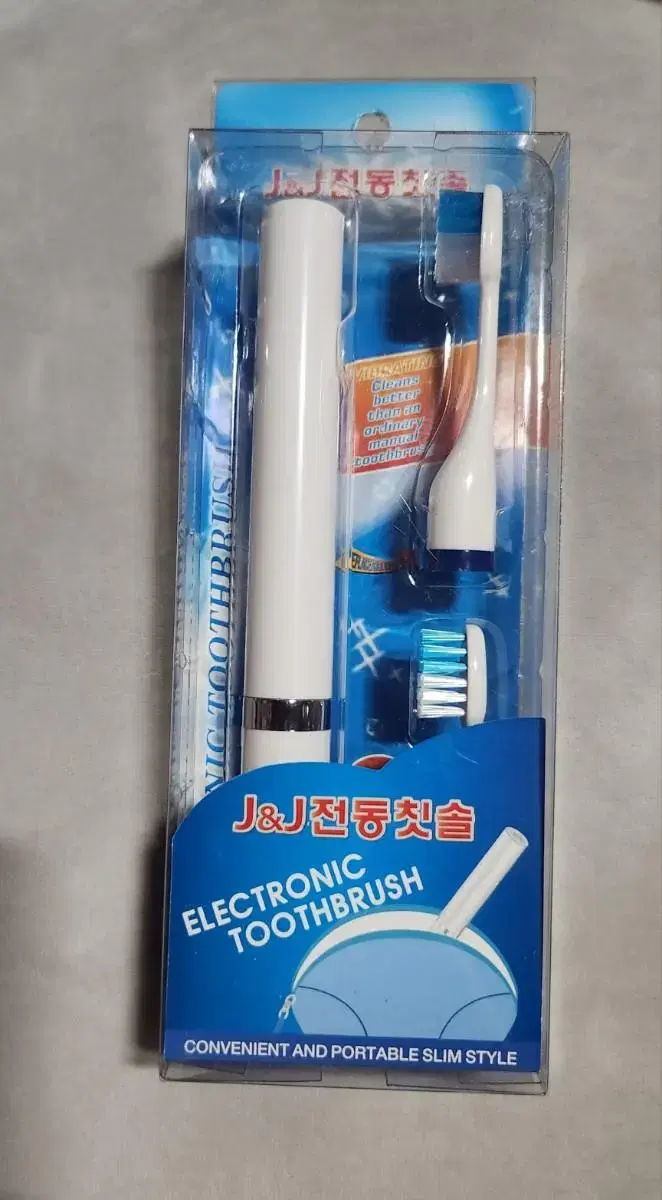 J&J전동칫솔
VIBRATING
Cleans
better
than an
ordinary
manual
toothbrush
NIC TOOTHBRUSH
J&J전동칫솔
ELECTRONIC
TOOTHBRUSH
CONVENIENT AND PORTABLE SLIM STYLE